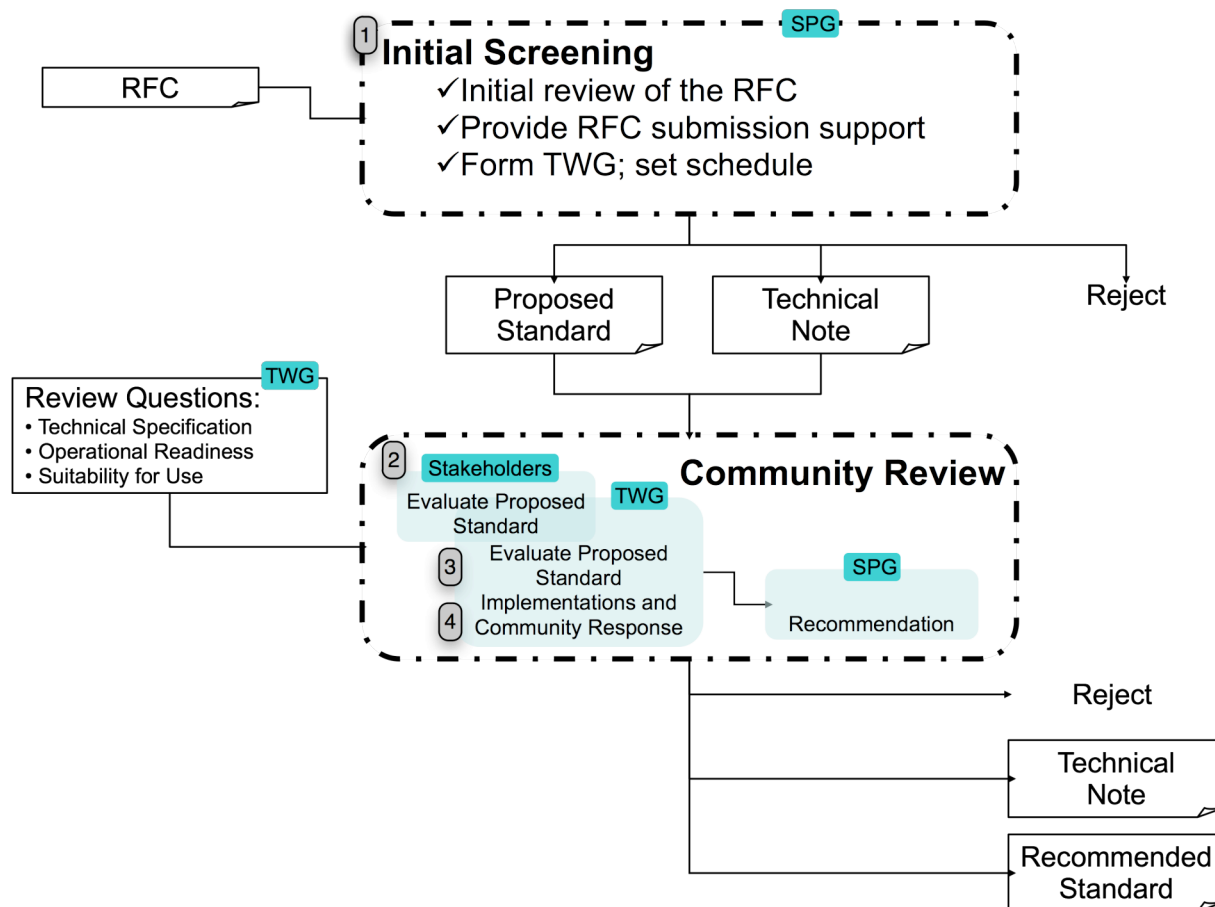 1
SPG
Initial Screening
RFC
✓Initial review of the RFC
✓Provide RFC submission support
✓Form TWG; set schedule
Proposed
Standard
Technical
Note
Reject
TWG
Review Questions:
• Technical Specification
• Operational Readiness
• Suitability for Use
2
Stakeholders
Community Review
Evaluate Proposed
Standard
TWG
3
Evaluate Proposed
Standard
4
Implementations and
Community Response
SPG
Recommendation
Reject
Technical
Note
Recommended
Standard